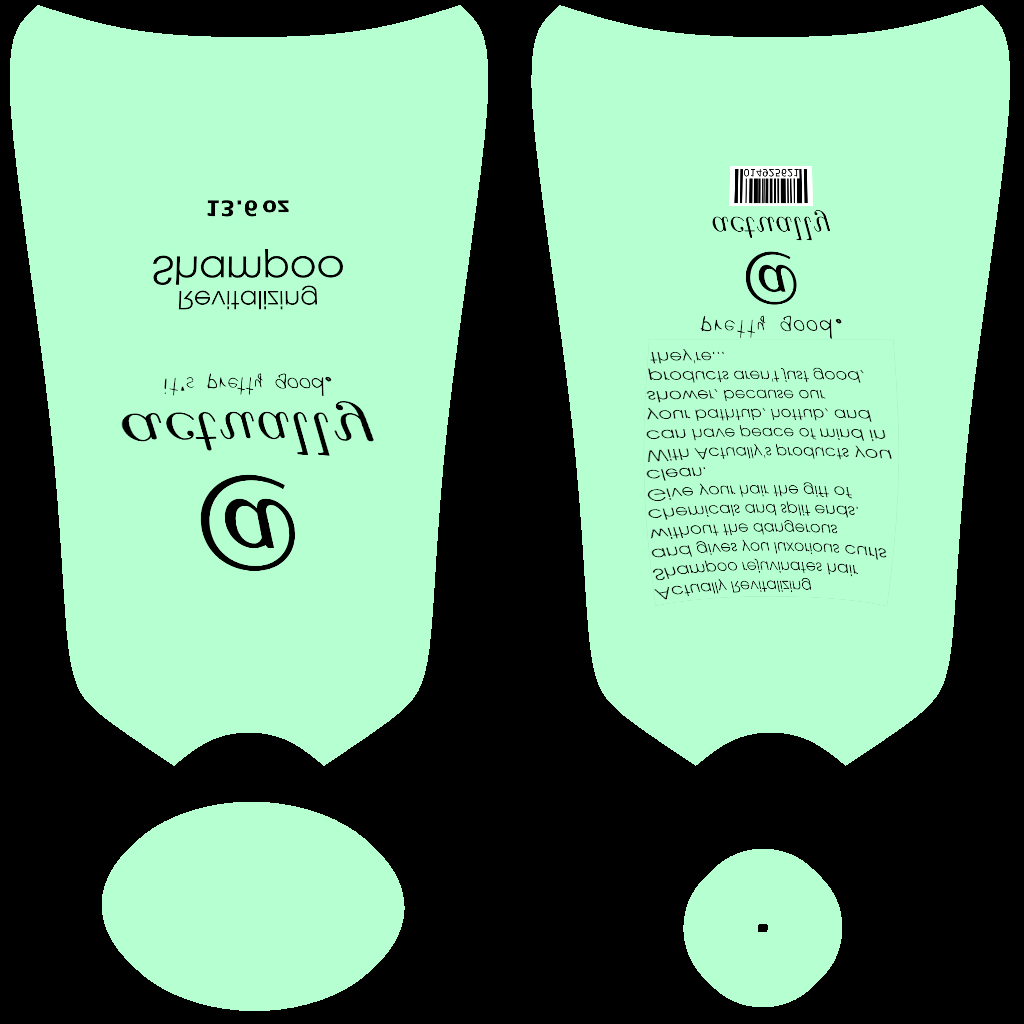 @
actually
it's pretty good.
Revitalizing
Shampoo
13.6 oz
Actually Revitalizing
Shampoo rejuvinates hair
and gives you luxorious curls
without the dangerous
chemicals and split ends.
Give your hair the gift of
clean.
With Actually's products you
can have peace of mind in
your bathtub, hottub, and
shower, because our
products aren't just good,
they're...
pretty good.
@
actually
014925621